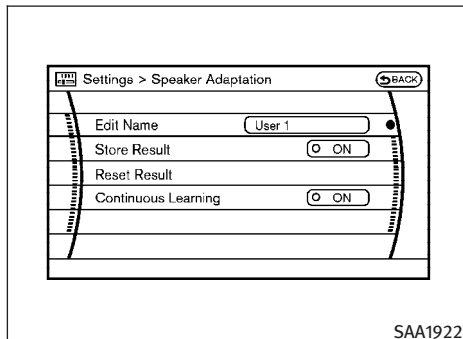 Settings > Speaker Adaptation BACK
Edit Name User 1
Store Result ON
Reset Result
Continuous Learning ON
SAA1922